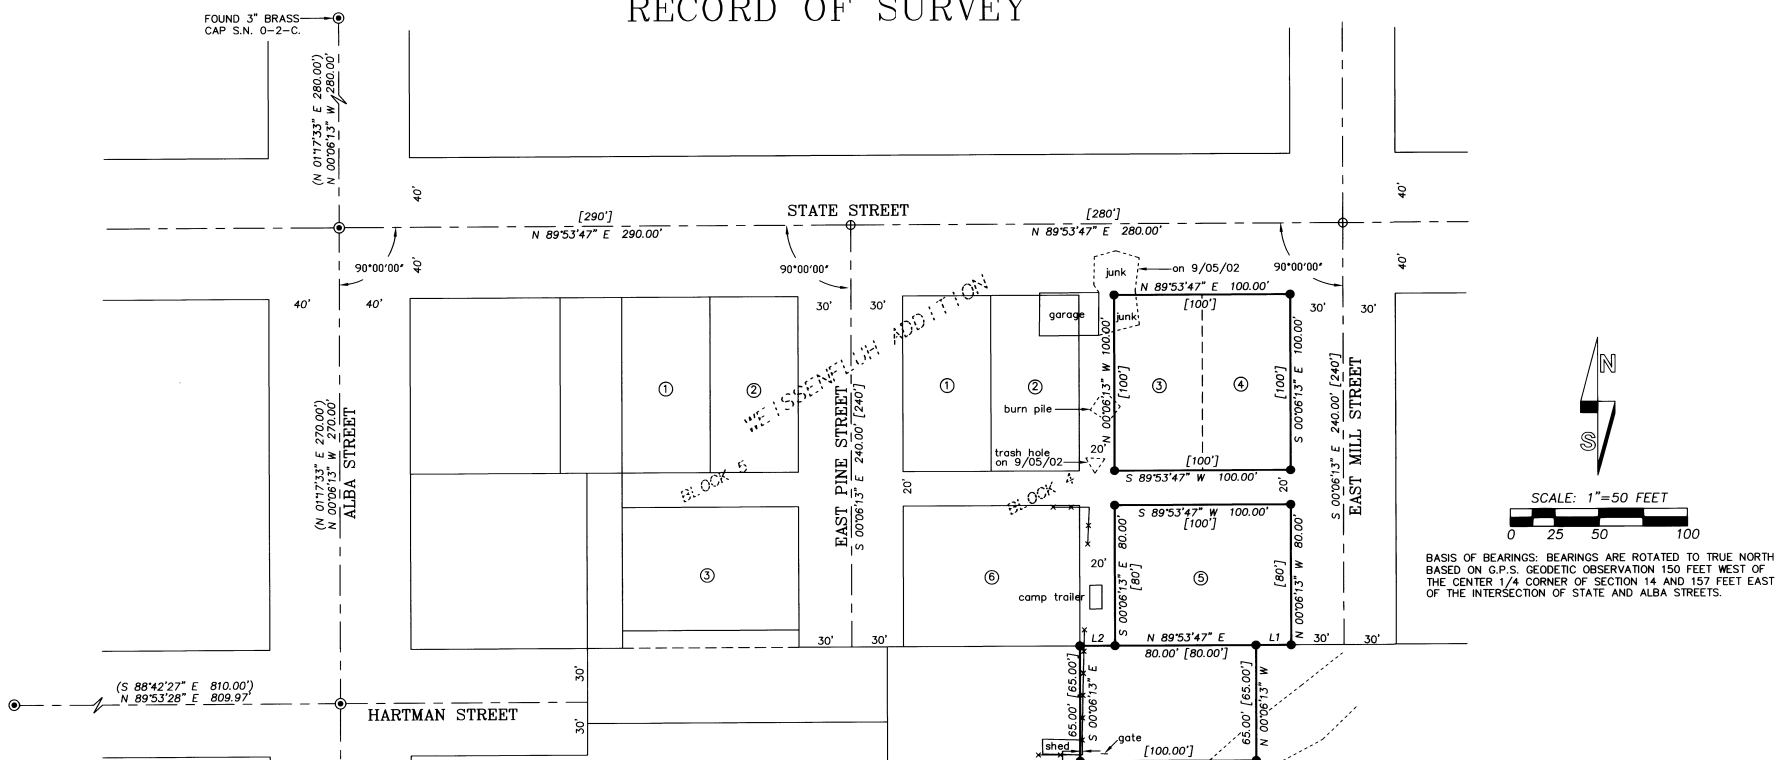 RECORD OF SURVEY
FOUND 3" BRASS
CAP S.N. 0-2-C.
(N 01°17'33" E 280.00')
N 00°06'13" W 280.00'
40'
40'
[290']
STATE STREET
[280']
N 89°53'47" E 290.00'
N 89°53'47" E 280.00'
90°00'00"
40'
90°00'00"
junk
on 9/05/02
90°00'00"
40'
40'
40'
30'
30'
N 89°53'47" E 100.00'
[100']
30'
30'
garage
junk
WEISSENFLUH ADDITION
N 00°06'13" W 100.00'
[100']
[100']
S 00°06'13" E 100.00'
1
2
1
2
3
4
burn pile
(N 01°17'33" E 270.00')
N 00°06'13" W 270.00'
ALBA STREET
EAST PINE STREET
S 00°06'13" E 240.00' [240']
S 00°06'13" E 240.00' [240']
EAST MILL STREET
N
S
trash hole
on 9/05/02
20'
[100']
S 89°53'47" W 100.00'
BLOCK 5
BLOCK 4
20'
20'
SCALE: 1"=50 FEET
0 25 50 100
S 89°53'47" W 100.00'
[100']
S 00°06'13" E 80.00'
[80']
[80']
N 00°06'13" W 80.00'
20'
3
6
5
camp trailer
BASIS OF BEARINGS: BEARINGS ARE ROTATED TO TRUE NORTH
BASED ON G.P.S. GEODETIC OBSERVATION 150 FEET WEST OF
THE CENTER 1/4 CORNER OF SECTION 14 AND 157 FEET EAST
OF THE INTERSECTION OF STATE AND ALBA STREETS.
30'
30'
L2
N 89°53'47" E
L1
30'
30'
80.00' [80.00']
30'
65.00' [65.00']
S 00°06'13" E
65.00' [65.00']
N 00°06'13" W
(S 88°42'27" E 810.00')
N 89°53'28" E 809.97'
HARTMAN STREET
30'
shed
gate
[100.00']